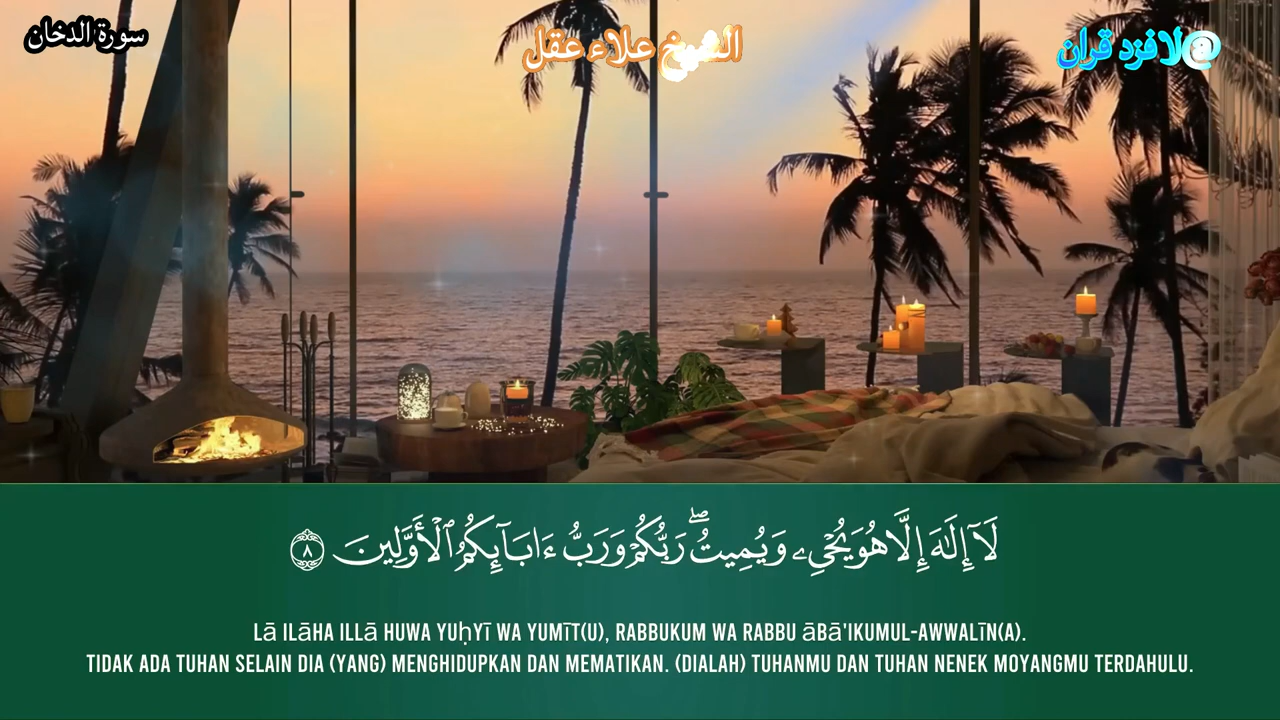 سورة الدخان
الشيخ علاء عقل
@لافزد قران
لَآ إِلَٰهَ إِلَّا هُوَ يُحْىِۦ وَيُمِيتُ ۖ رَبُّكُمْ وَرَبُّ ءَابَآئِكُمُ ٱلْأَوَّلِينَ ٨
Lā ILāHA ILLā HUWA YUḥYī WA YUMīT(U), RABBUKUM WA RABBU āBā'IKUMUL-AWWALīN(A).
TIDAK ADA TUHAN SELAIN DIA (YANG) MENGHIDUPKAN DAN MEMATIKAN. (DIALAH) TUHANMU DAN TUHAN NENEK MOYANGMU TERDAHULU.